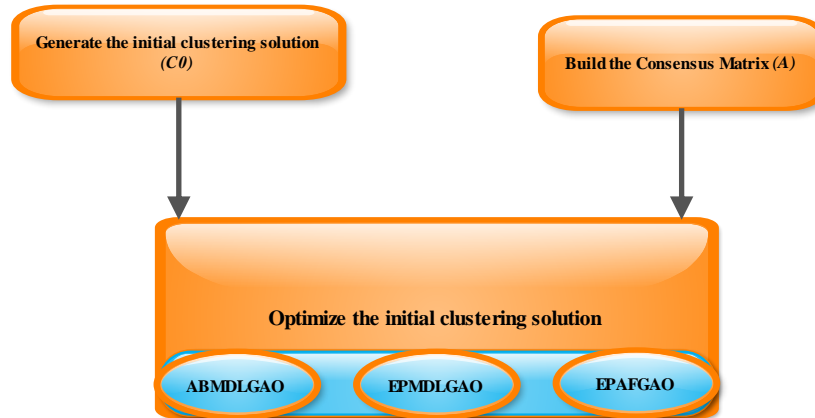 Generate the initial clustering solution
(C0)
Build the Consensus Matrix (A)
Optimize the initial clustering solution
ABMDLGAO
EPMDLGAO
EPAFGAO